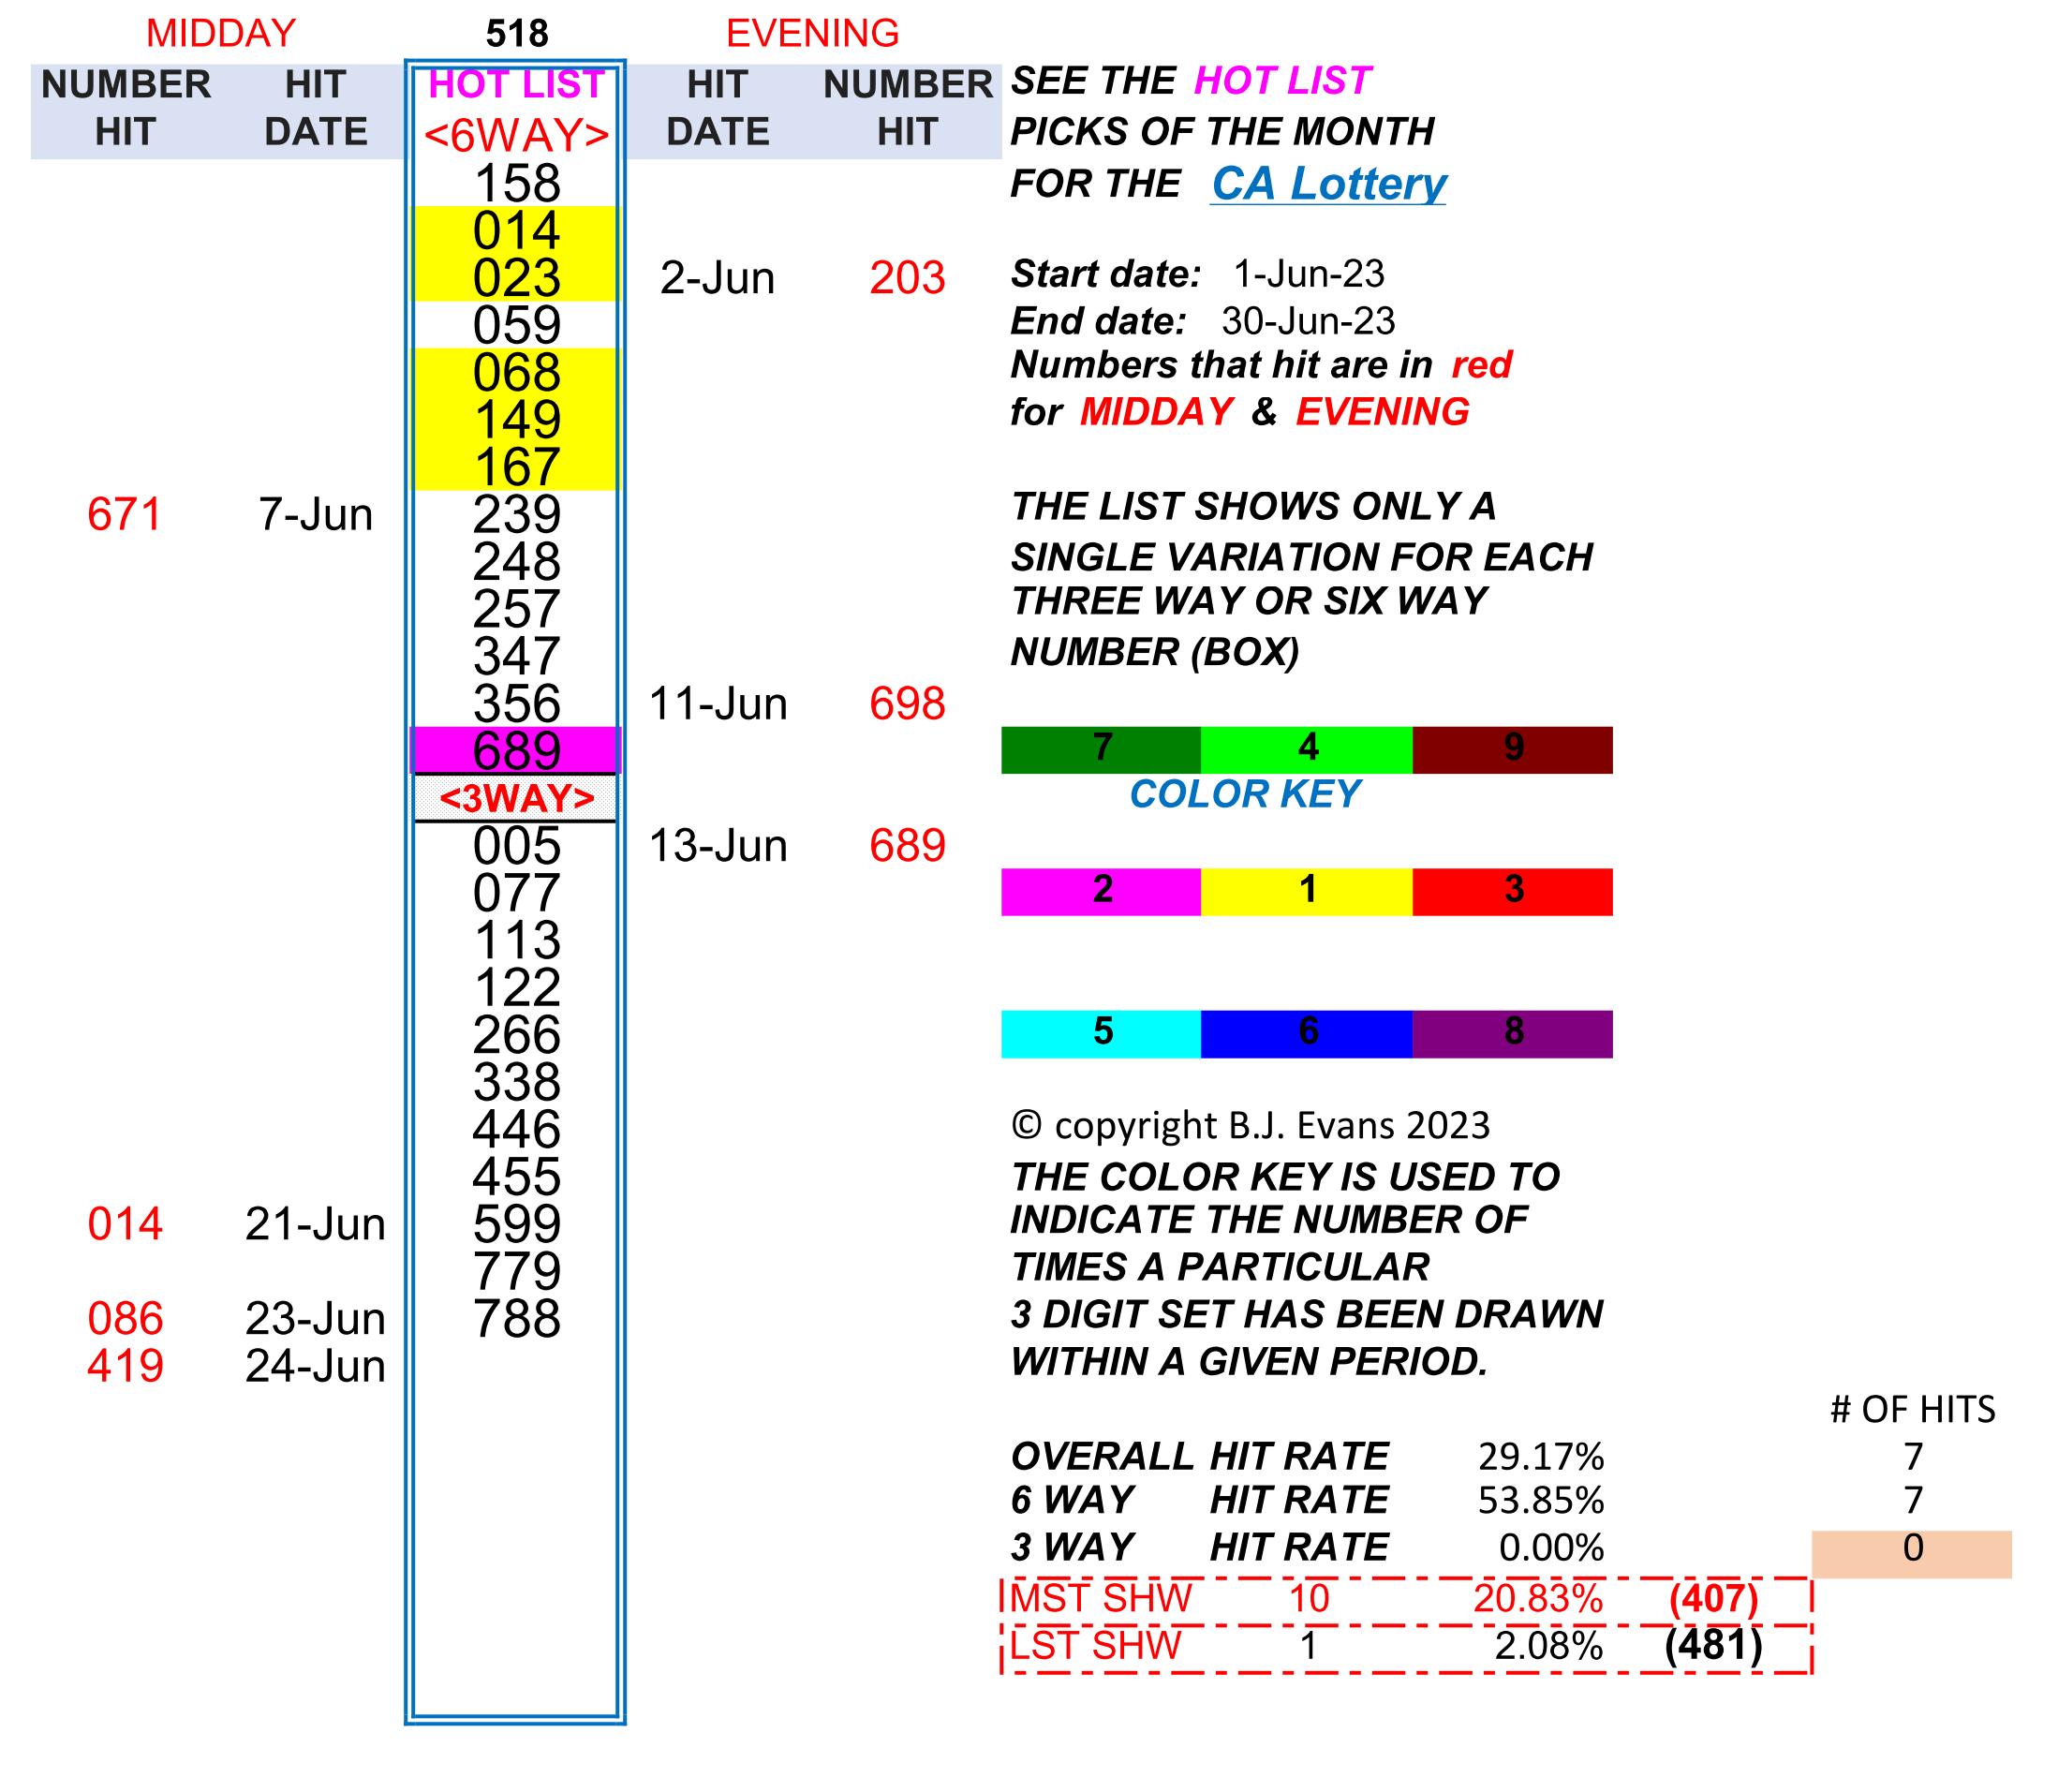 MIDDAY 518 EVENING
NUMBER HIT HOT LIST HIT NUMBER SEE THE HOT LIST
HIT DATE <6WAY> DATE HIT PICKS OF THE MONTH
158 FOR THE CA Lottery
014
023 2-Jun 203 Start date: 1-Jun-23
059 End date: 30-Jun-23
068 Numbers that hit are in red
149 for MIDDAY & EVENING
167
671 7-Jun 239 THE LIST SHOWS ONLY A
248 SINGLE VARIATION FOR EACH
257 THREE WAY OR SIX WAY
347 NUMBER (BOX)
356 11-Jun 698
689 7 4 9
<3WAY> COLOR KEY
005 13-Jun 689
077 2 1 3
113
122
266 5 6 8
338
446 © copyright B.J. Evans 2023
455 THE COLOR KEY IS USED TO
014 21-Jun 599 INDICATE THE NUMBER OF
779 TIMES A PARTICULAR
086 23-Jun 788 3 DIGIT SET HAS BEEN DRAWN
419 24-Jun WITHIN A GIVEN PERIOD.
# OF HITS
OVERALL HIT RATE 29.17% 7
6 WAY HIT RATE 53.85% 7
3 WAY HIT RATE 0.00% 0
MST SHW 10 20.83% (407)
LST SHW 1 2.08% (481)